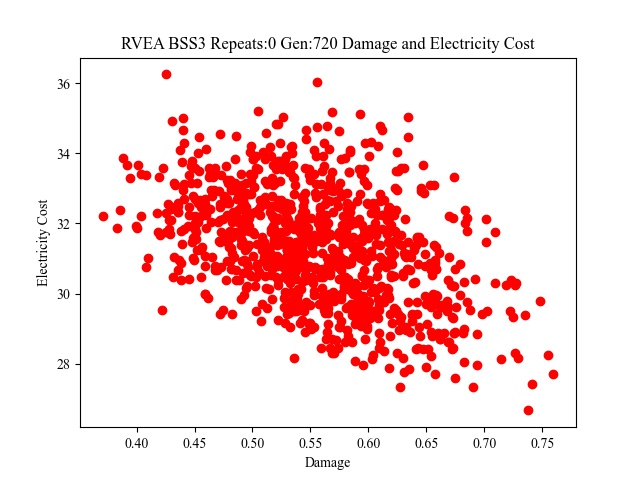 RVEA BSS3 Repeats:0 Gen:720 Damage and Electricity Cost
36
34
32
30
28
Electricity Cost
0.40 0.45 0.50 0.55 0.60 0.65 0.70 0.75
Damage